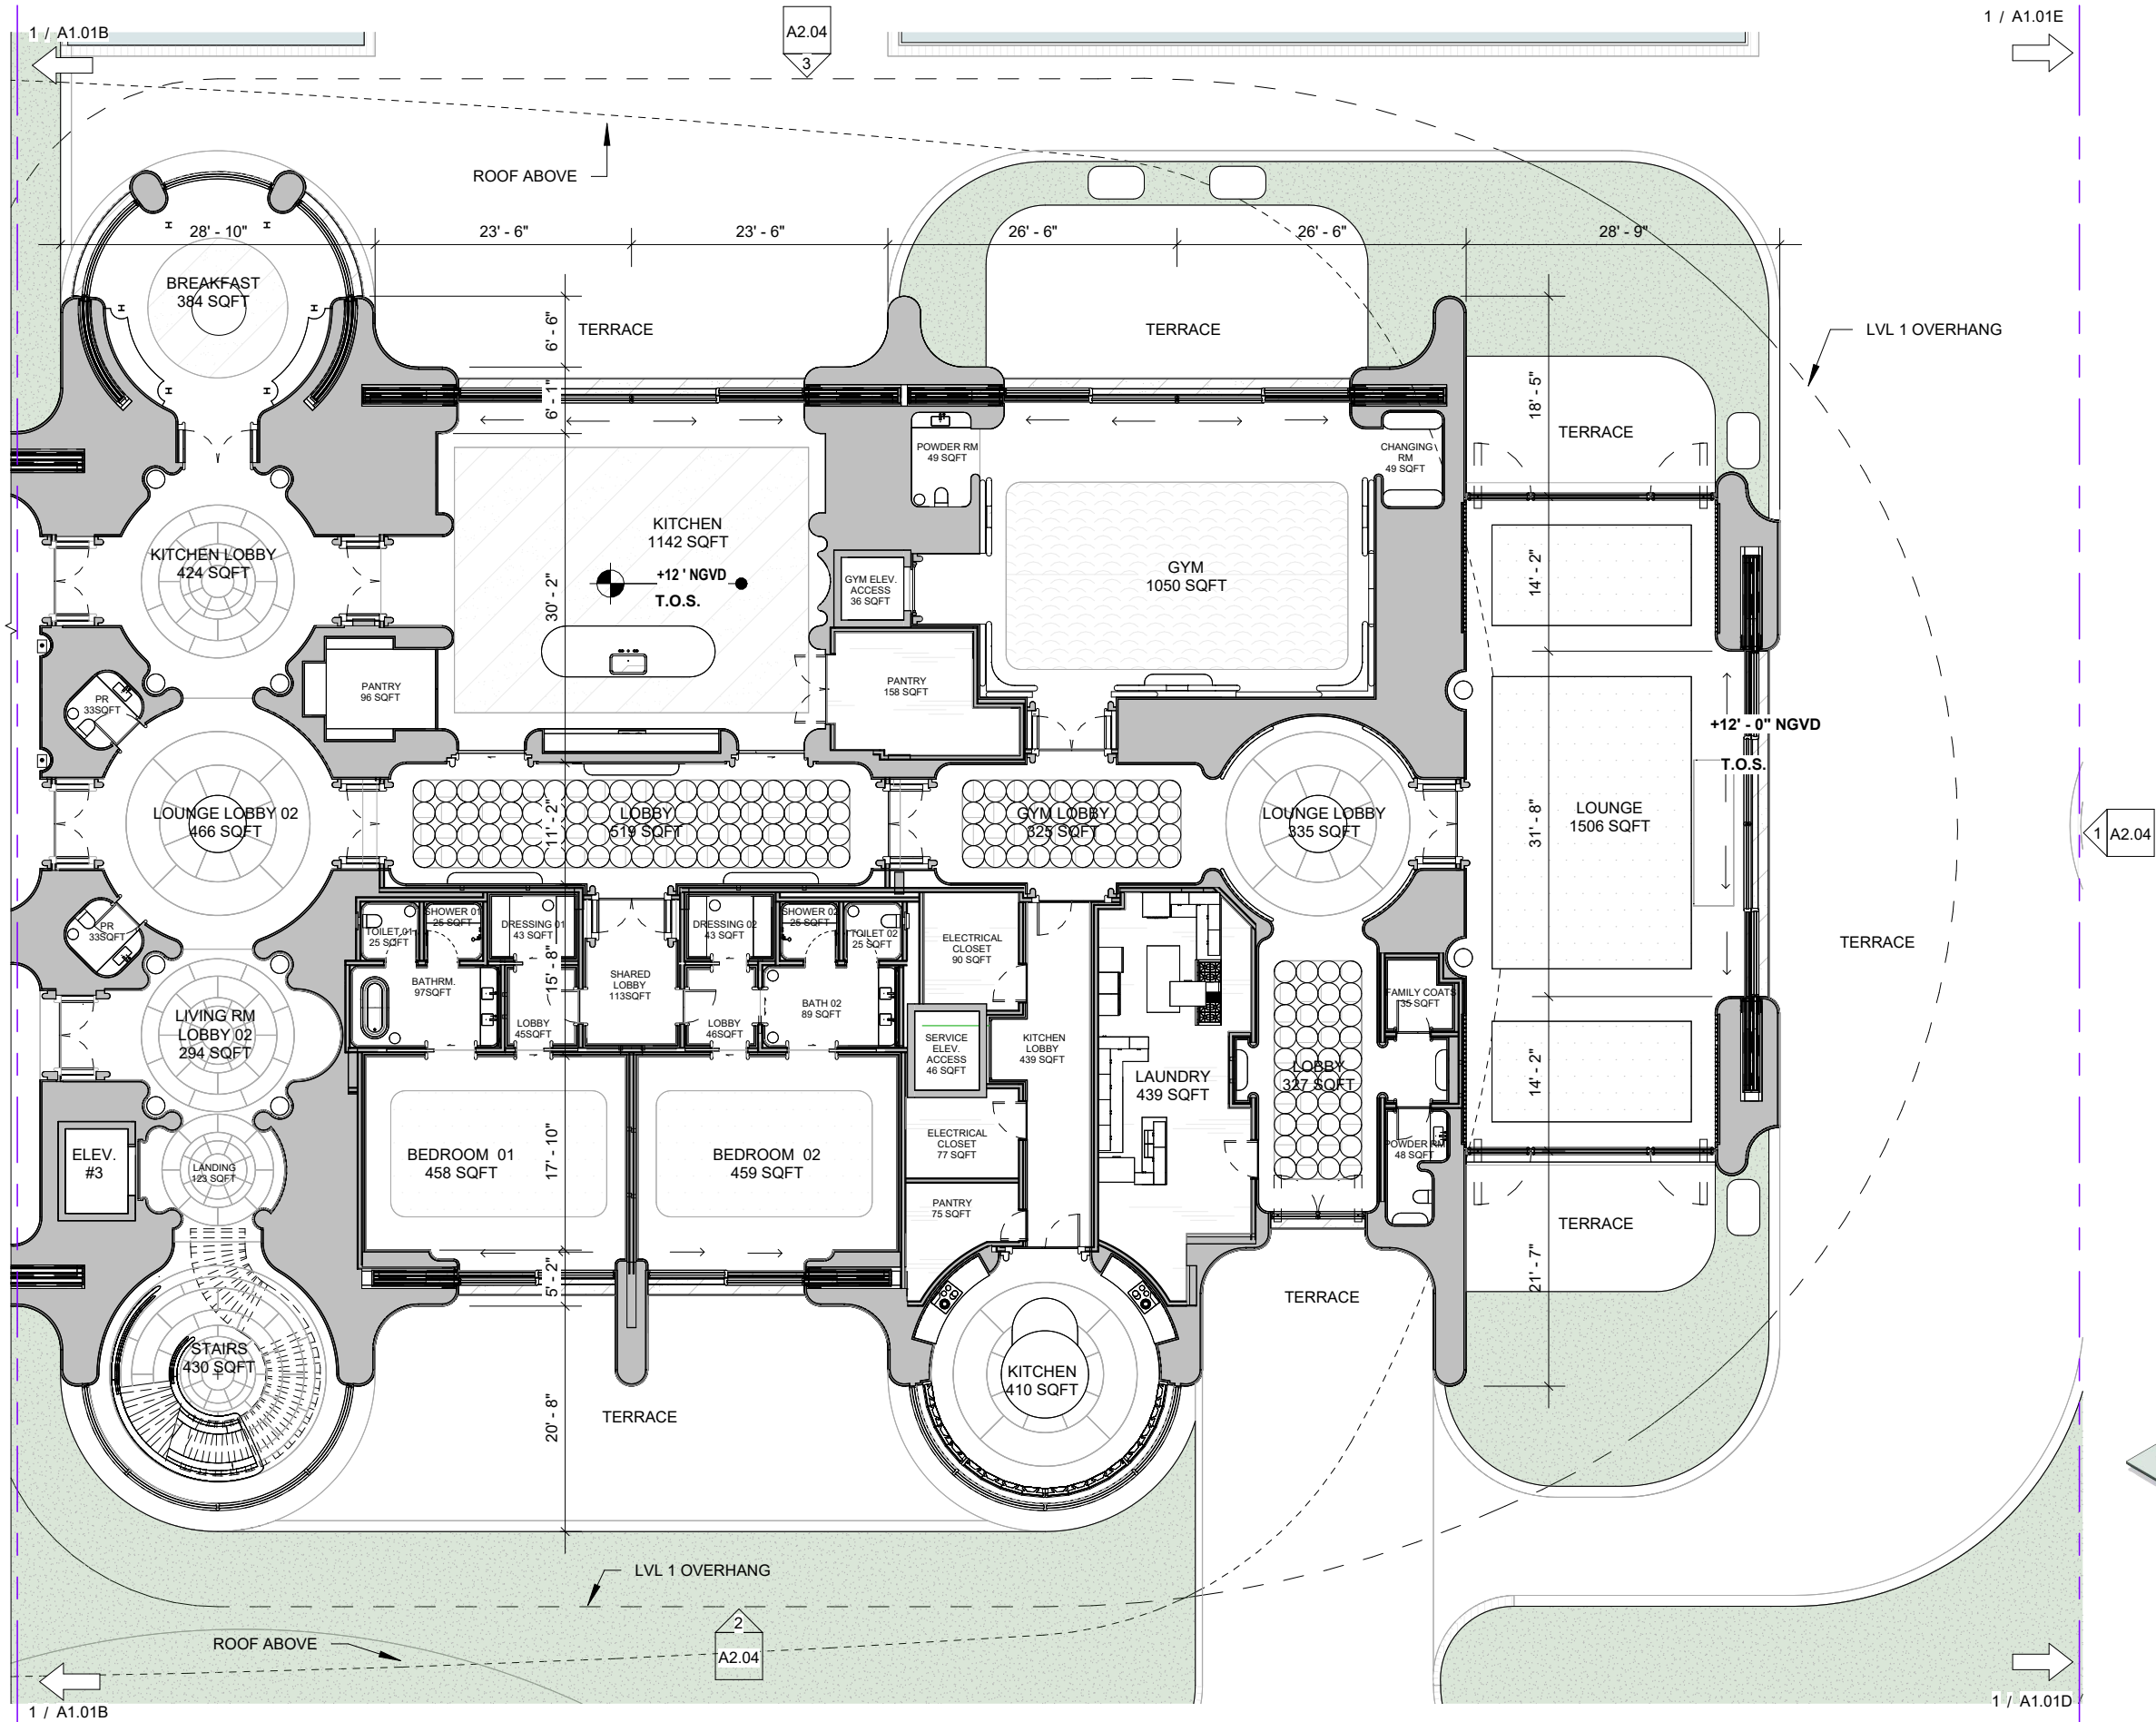 1 / A1.01B
A2.04
3
1 / A1.01E
ROOF ABOVE
28' - 10"
23' - 6"
23' - 6"
26' - 6"
26' - 6"
28' - 9"
BREAKFAST
384 SQFT
6' - 6"
TERRACE
TERRACE
LVL 1 OVERHANG
6' - 1"
18' - 5"
TERRACE
POWDER RM
49 SQFT
CHANGING
RM
49 SQFT
KITCHEN LOBBY
424 SQFT
KITCHEN
1142 SQFT
+12 ' NGVD
T.O.S.
30' - 2"
GYM ELEV.
ACCESS
36 SQFT
GYM
1050 SQFT
14' - 2"
PR
33SQFT
PANTRY
96 SQFT
PANTRY
158 SQFT
+12' - 0" NGVD
T.O.S.
LOUNGE LOBBY 02
466 SQFT
LOBBY
519 SQFT
11' - 2"
GYM LOBBY
325 SQFT
LOUNGE LOBBY
335 SQFT
31' - 8"
LOUNGE
1506 SQFT
1
A2.04
PR
33SQFT
TOILET 01
25 SQFT
SHOWER 01
25 SQFT
DRESSING 01
43 SQFT
DRESSING 02
43 SQFT
SHOWER 02
25 SQFT
TOILET 02
25 SQFT
ELECTRICAL
CLOSET
90 SQFT
TERRACE
BATHRM.
97SQFT
15' - 8"
SHARED
LOBBY
113SQFT
BATH 02
89 SQFT
FAMILY COATS
35 SQFT
LIVING RM
LOBBY 02
294 SQFT
LOBBY
45SQFT
LOBBY
46SQFT
SERVICE
ELEV.
ACCESS
46 SQFT
KITCHEN
LOBBY
439 SQFT
LAUNDRY
439 SQFT
LOBBY
327 SQFT
14' - 2"
ELEV.
#3
LANDING
123 SQFT
BEDROOM 01
458 SQFT
17' - 10"
BEDROOM 02
459 SQFT
ELECTRICAL
CLOSET
77 SQFT
POWDER RM
48 SQFT
PANTRY
75 SQFT
TERRACE
5' - 2"
21' - 7"
TERRACE
STAIRS
430 SQFT
KITCHEN
410 SQFT
20' - 8"
TERRACE
LVL 1 OVERHANG
ROOF ABOVE
2
A2.04
1 / A1.01B
1 / A1.01D